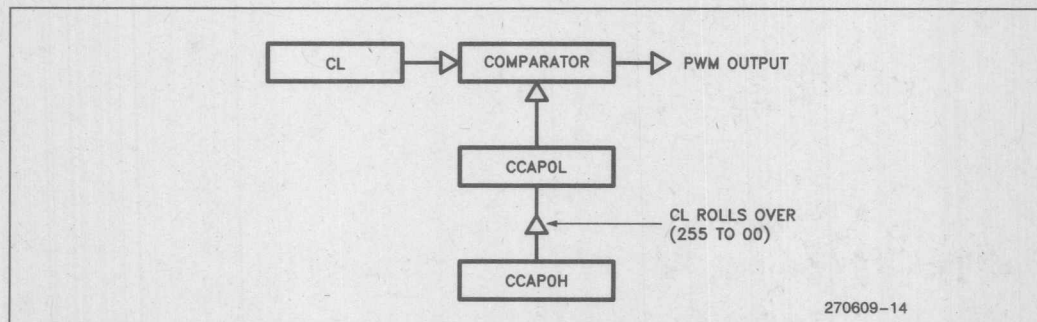 CL
COMPARATOR
PWM OUTPUT
CCAP0L
CL ROLLS OVER
(255 TO 00)
CCAP0H
270609-14